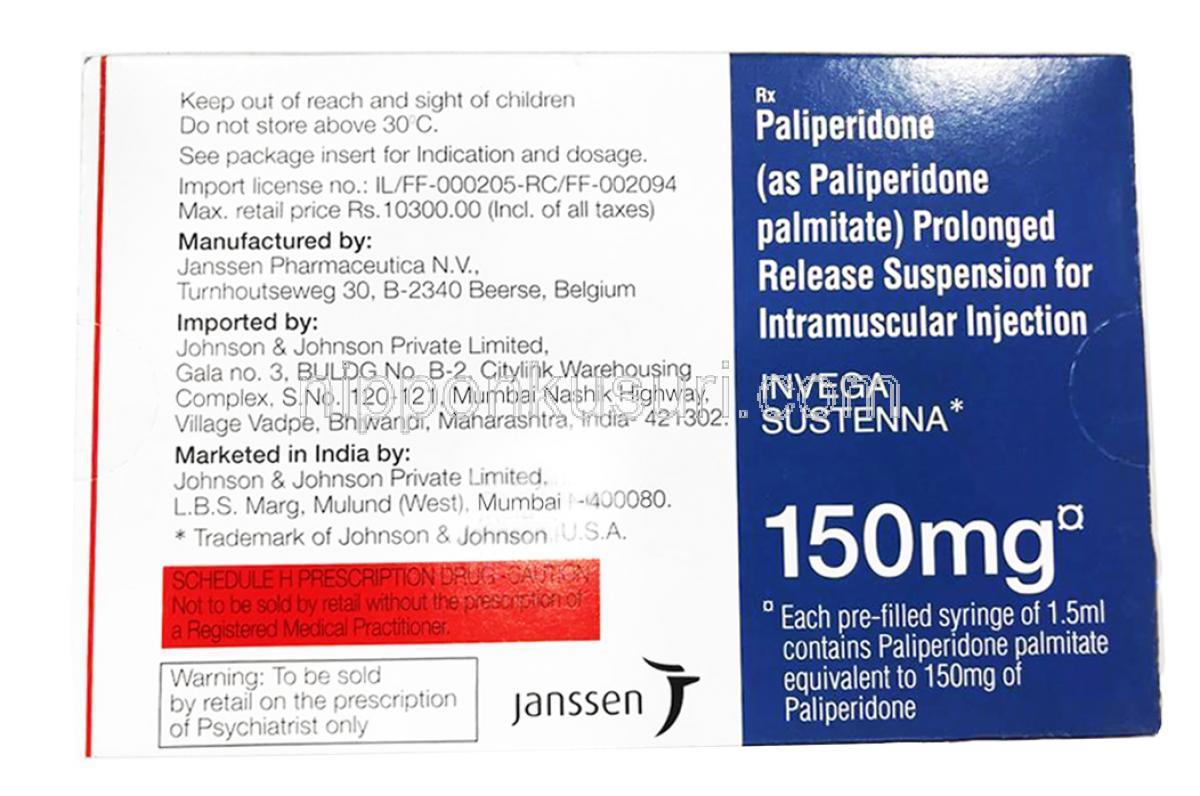 Keep out of reach and sight of children
Do not store above 30°C.
See package insert for Indication and dosage.
Import license no.: IL/FF-000205-RC/FF-002094
Max. retail price Rs.10300.00 (Incl. of all taxes)
Manufactured by:
Janssen Pharmaceutica N.V.,
Turnhoutseweg 30, B-2340 Beerse, Belgium
Imported by:
Johnson & Johnson Private Limited,
Gala no. 3, BULDG No. B-2, Citylink Warehousing
Complex, S.No. 120-121, Mumbai Nashik Highway,
Village Vadpe, Bhiwandi, Maharashtra, India- 421302.
Marketed in India by:
Johnson & Johnson Private Limited,
L.B.S. Marg, Mulund (West), Mumbai - 400080.
* Trademark of Johnson & Johnson U.S.A.
SCHEDULE H PRESCRIPTION DRUG - CAUTION
Not to be sold by retail without the prescription of
a Registered Medical Practitioner.
Warning: To be sold
by retail on the prescription
of Psychiatrist only
janssen
Rx
Paliperidone
(as Paliperidone
palmitate) Prolonged
Release Suspension for
Intramuscular Injection
INVEGA
SUSTENNA*
150mg¤
¤ Each pre-filled syringe of 1.5ml
contains Paliperidone palmitate
equivalent to 150mg of
Paliperidone
nipponkusuri.com